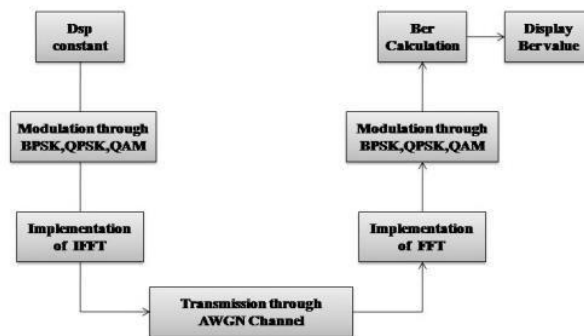 Dsp
constant
Modulation through
BPSK,QPSK,QAM
Implementation
of IFFT
Transmission through
AWGN Channel
Implementation
of FFT
Modulation through
BPSK,QPSK,QAM
Ber
Calculation
Display
Ber value